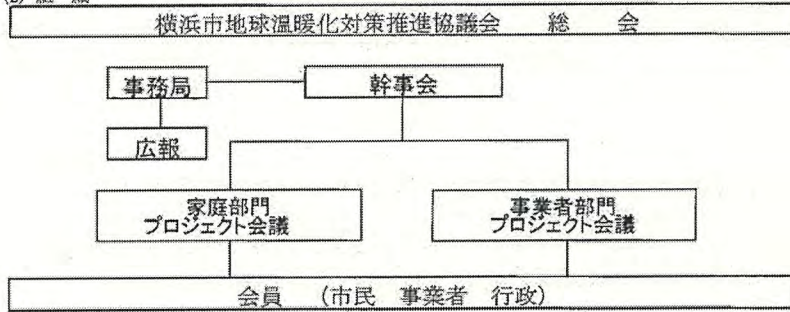 横浜市地球温暖化対策推進協議会　総　会
事務局　幹事会
広報
家庭部門　事業者部門
プロジェクト会議　プロジェクト会議
会員　（市民　事業者　行政）